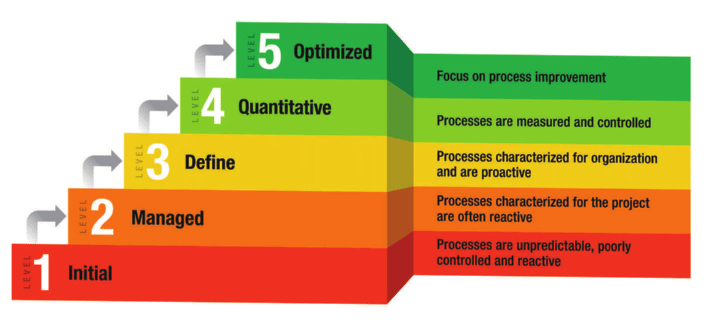 LEVEL 5 Optimized
Focus on process improvement
LEVEL 4 Quantitative
Processes are measured and controlled
LEVEL 3 Define
Processes characterized for organization
and are proactive
LEVEL 2 Managed
Processes characterized for the project
are often reactive
LEVEL 1 Initial
Processes are unpredictable, poorly
controlled and reactive